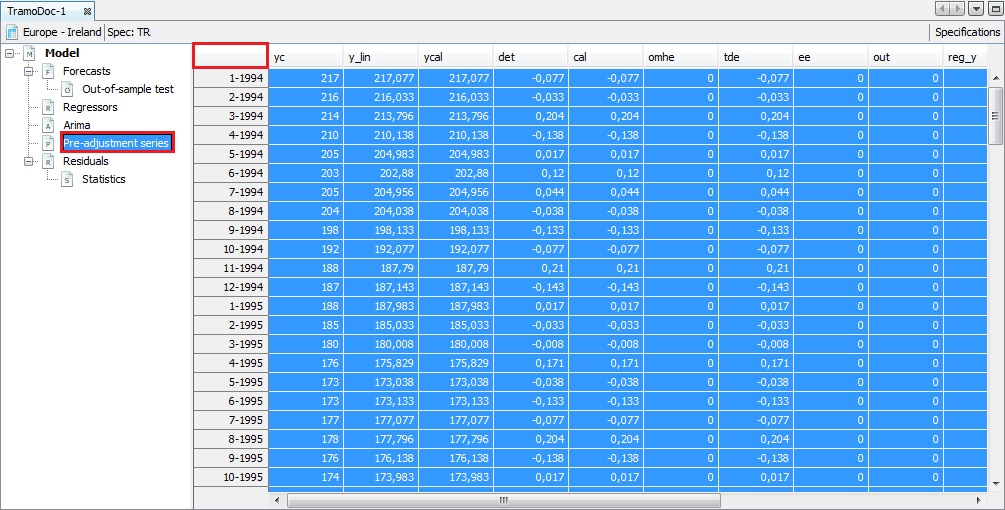 TramoDoc-1
Europe - Ireland Spec: TR Specifications
Model
Forecasts
Out-of-sample test
Regressors
Arima
Pre-adjustment series
Residuals
Statistics
yc y_lin ycal det cal omhe tde ee out reg_y
1-1994 217 217,077 217,077 -0,077 -0,077 0 -0,077 0 0
2-1994 216 216,033 216,033 -0,033 -0,033 0 -0,033 0 0
3-1994 214 213,796 213,796 0,204 0,204 0 0,204 0 0
4-1994 210 210,138 210,138 -0,138 -0,138 0 -0,138 0 0
5-1994 205 204,983 204,983 0,017 0,017 0 0,017 0 0
6-1994 203 202,88 202,88 0,12 0,12 0 0,12 0 0
7-1994 205 204,956 204,956 0,044 0,044 0 0,044 0 0
8-1994 204 204,038 204,038 -0,038 -0,038 0 -0,038 0 0
9-1994 198 198,133 198,133 -0,133 -0,133 0 -0,133 0 0
10-1994 192 192,077 192,077 -0,077 -0,077 0 -0,077 0 0
11-1994 188 187,79 187,79 0,21 0,21 0 0,21 0 0
12-1994 187 187,143 187,143 -0,143 -0,143 0 -0,143 0 0
1-1995 188 187,983 187,983 0,017 0,017 0 0,017 0 0
2-1995 185 185,033 185,033 -0,033 -0,033 0 -0,033 0 0
3-1995 180 180,008 180,008 -0,008 -0,008 0 -0,008 0 0
4-1995 176 175,829 175,829 0,171 0,171 0 0,171 0 0
5-1995 173 173,038 173,038 -0,038 -0,038 0 -0,038 0 0
6-1995 173 173,133 173,133 -0,133 -0,133 0 -0,133 0 0
7-1995 177 177,077 177,077 -0,077 -0,077 0 -0,077 0 0
8-1995 178 177,796 177,796 0,204 0,204 0 0,204 0 0
9-1995 176 176,138 176,138 -0,138 -0,138 0 -0,138 0 0
10-1995 174 173,983 173,983 0,017 0,017 0 0,017 0 0